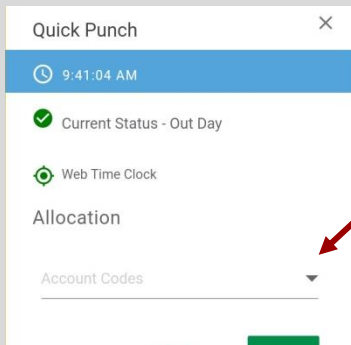 Quick Punch
9:41:04 AM
Current Status - Out Day
Web Time Clock
Allocation
Account Codes